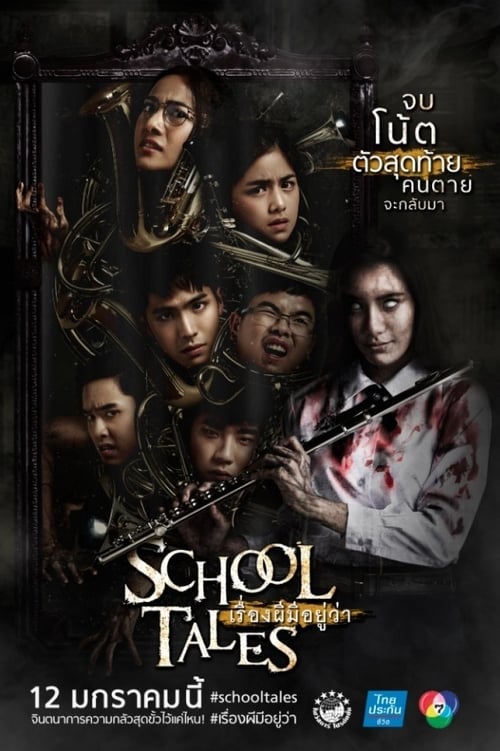 จบ
โน้ต
ตัวสุดท้าย
คนตาย
จะกลับมา
SCHOOL
เรื่องผีมีอยู่ว่า
TALES
12 มกราคมนี้ #schooltales
จินตนาการความกลัวสุดขั้วไว้แค่ไหน! #เรื่องผีมีอยู่ว่า
ไทย
ประกัน
ชีวิต
7